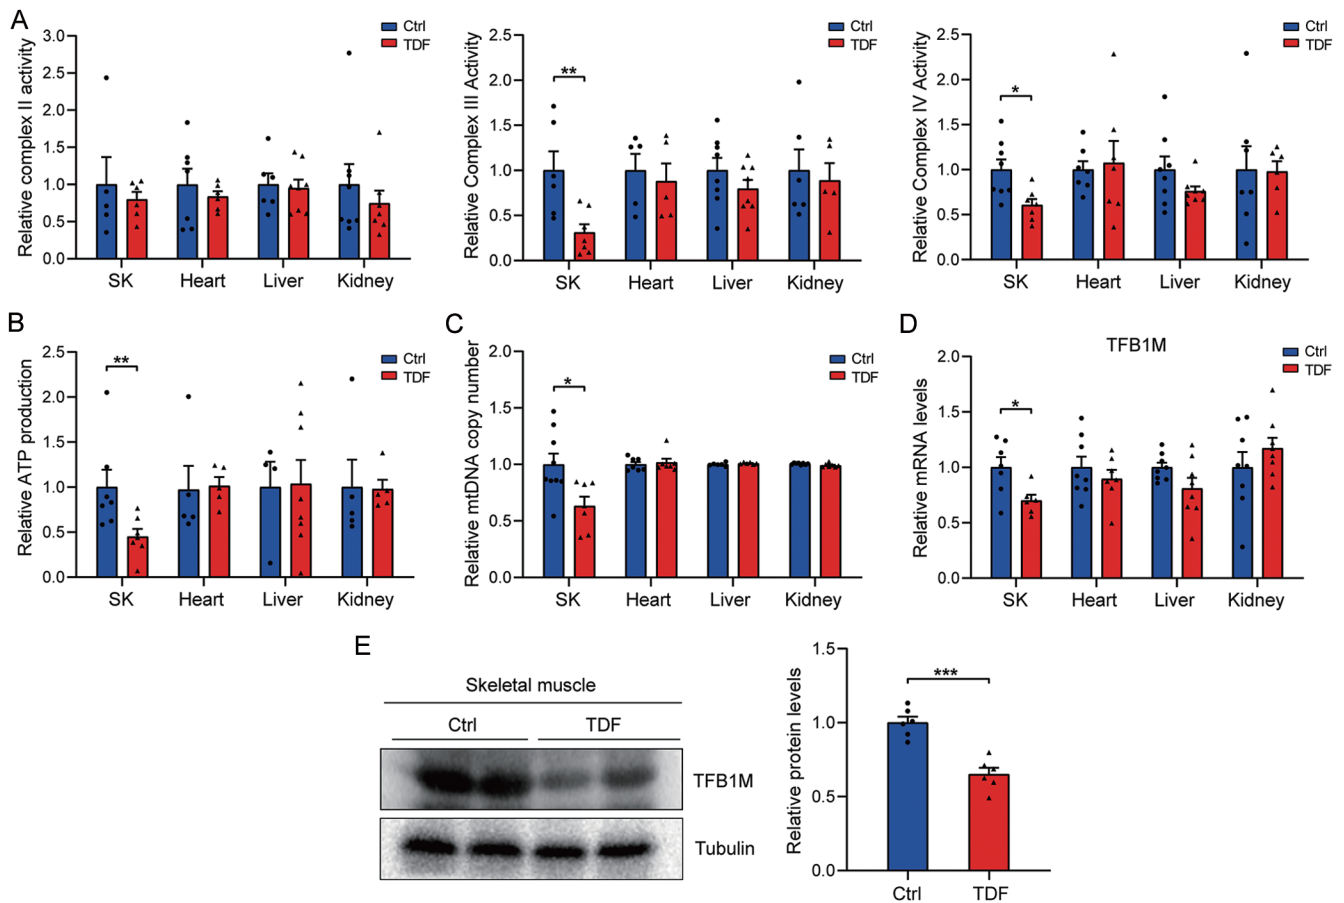 A
Relative complex II activity
3.0
2.5
2.0
1.5
1.0
0.5
0.0
SK Heart Liver Kidney
Ctrl
TDF
Relative Complex III Activity
2.5
2.0
1.5
1.0
0.5
0.0
**
SK Heart Liver Kidney
Ctrl
TDF
Relative Complex IV Activity
2.5
2.0
1.5
1.0
0.5
0.0
*
SK Heart Liver Kidney
Ctrl
TDF
B
Relative ATP production
2.5
2.0
1.5
1.0
0.5
0.0
**
SK Heart Liver Kidney
Ctrl
TDF
C
Relative mtDNA copy number
2.0
1.5
1.0
0.5
0.0
*
SK Heart Liver Kidney
Ctrl
TDF
D
TFB1M
Relative mRNA levels
2.0
1.5
1.0
0.5
0.0
*
SK Heart Liver Kidney
Ctrl
TDF
E
Skeletal muscle
Ctrl TDF
TFB1M
Tubulin
Relative protein levels
1.5
1.0
0.5
0.0
***
Ctrl TDF